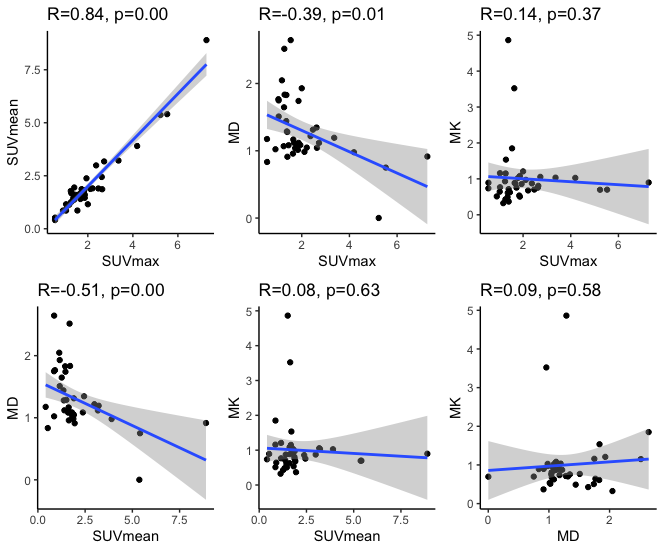 R=0.84, p=0.00
R=-0.39, p=0.01
R=0.14, p=0.37
SUVmean
7.5
5.0
2.5
0.0
2
4
6
SUVmax
MD
2
1
0
2
4
6
SUVmax
MK
5
4
3
2
1
0
2
4
6
SUVmax
R=-0.51, p=0.00
R=0.08, p=0.63
R=0.09, p=0.58
MD
2
1
0
0.0
2.5
5.0
7.5
SUVmean
MK
5
4
3
2
1
0
0.0
2.5
5.0
7.5
SUVmean
MK
5
4
3
2
1
0
0
1
2
MD